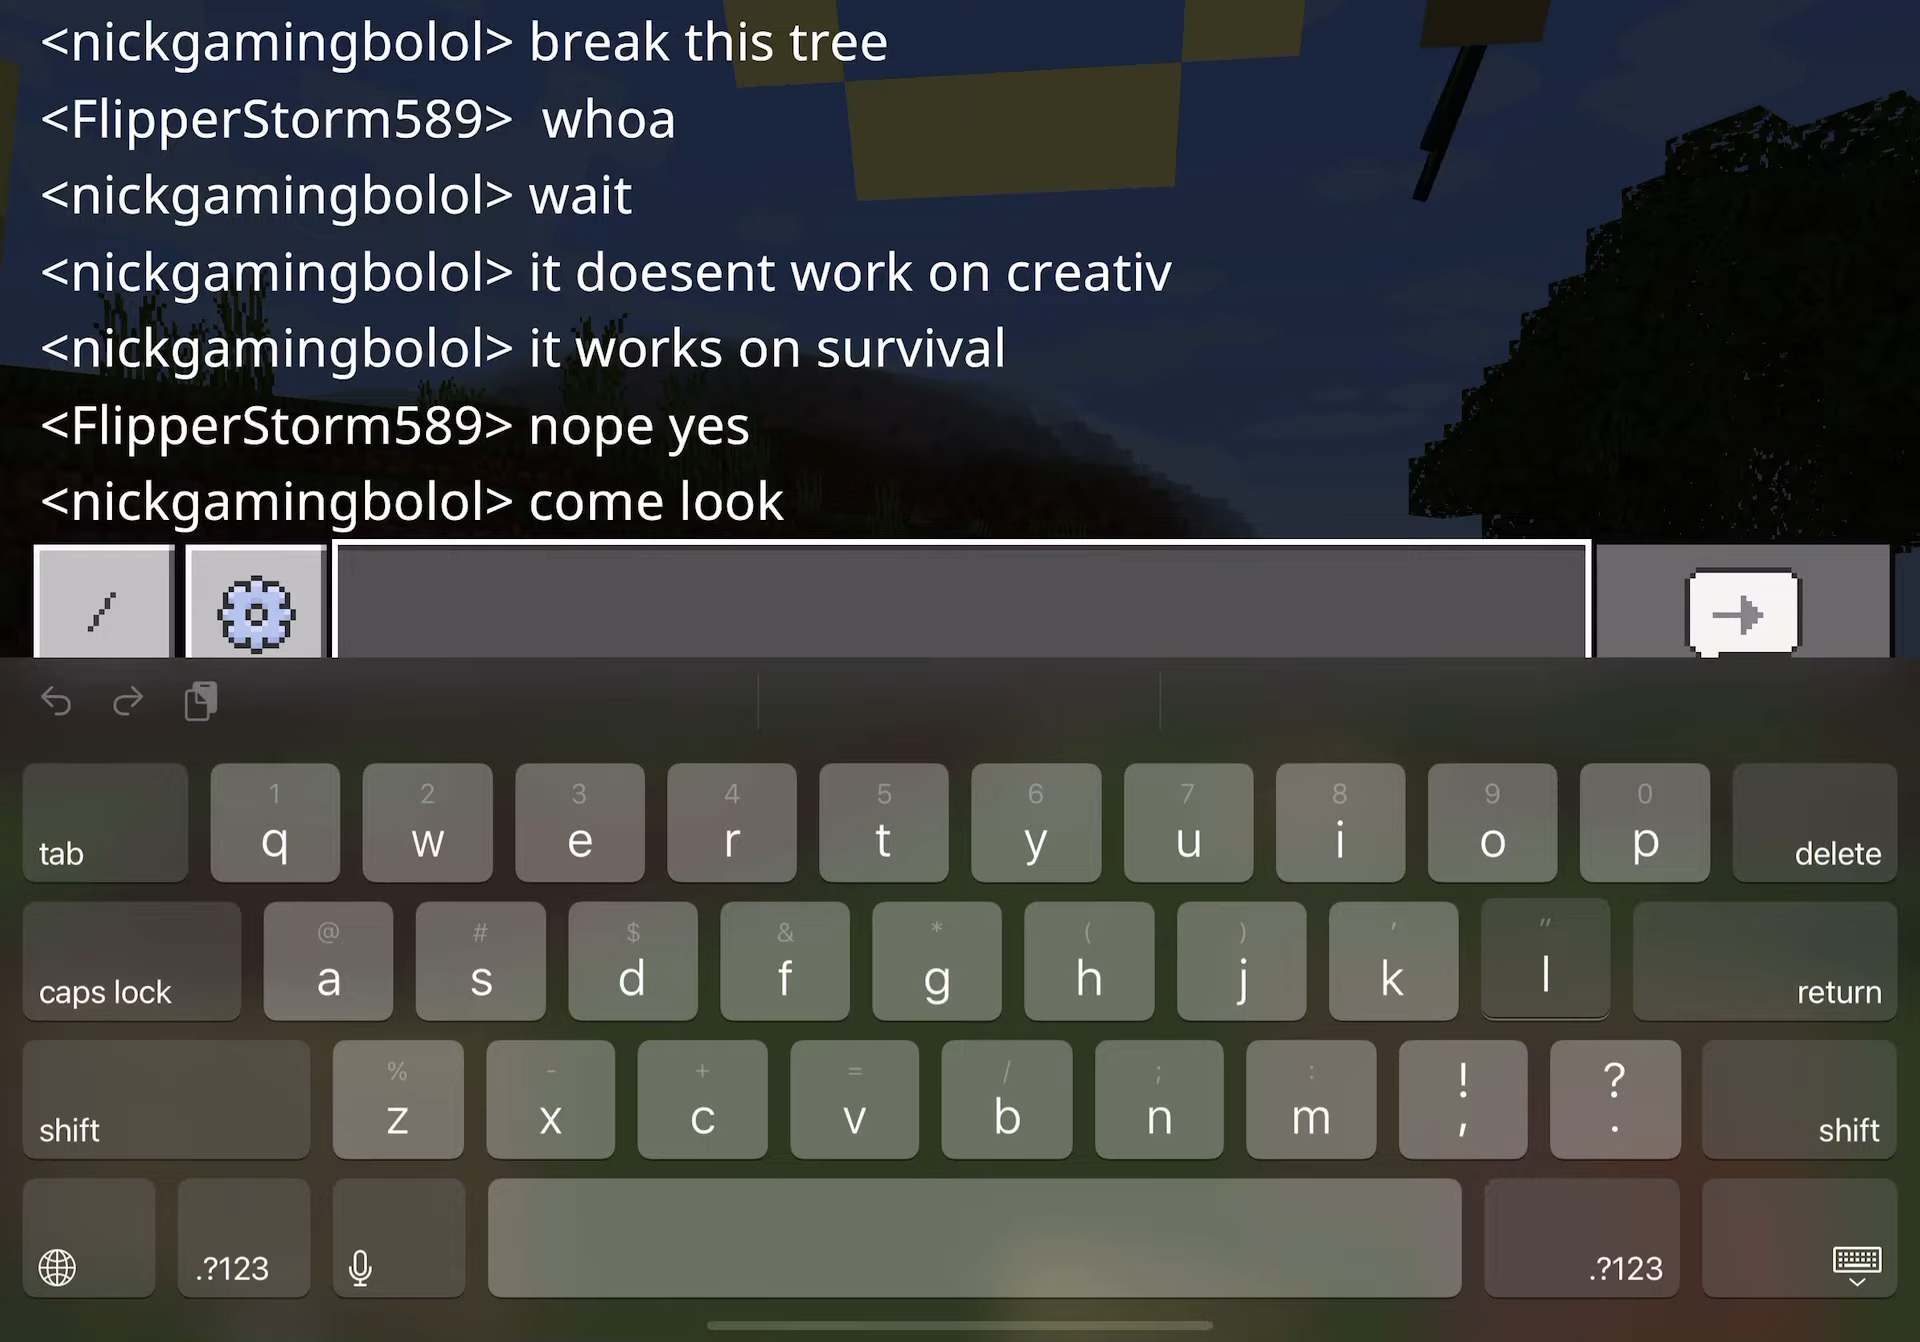 <nickgamingbolol> break this tree
<FlipperStorm589>  whoa
<nickgamingbolol> wait
<nickgamingbolol> it doesent work on creativ
<nickgamingbolol> it works on survival
<FlipperStorm589> nope yes
<nickgamingbolol> come look
/
1 2 3 4 5 6 7 8 9 0
tab q w e r t y u i o p delete
@ # $ & * ( ) ' "
caps lock a s d f g h j k l return
% - + = / ; : ! ?
shift z x c v b n m , . shift
.?123 .?123